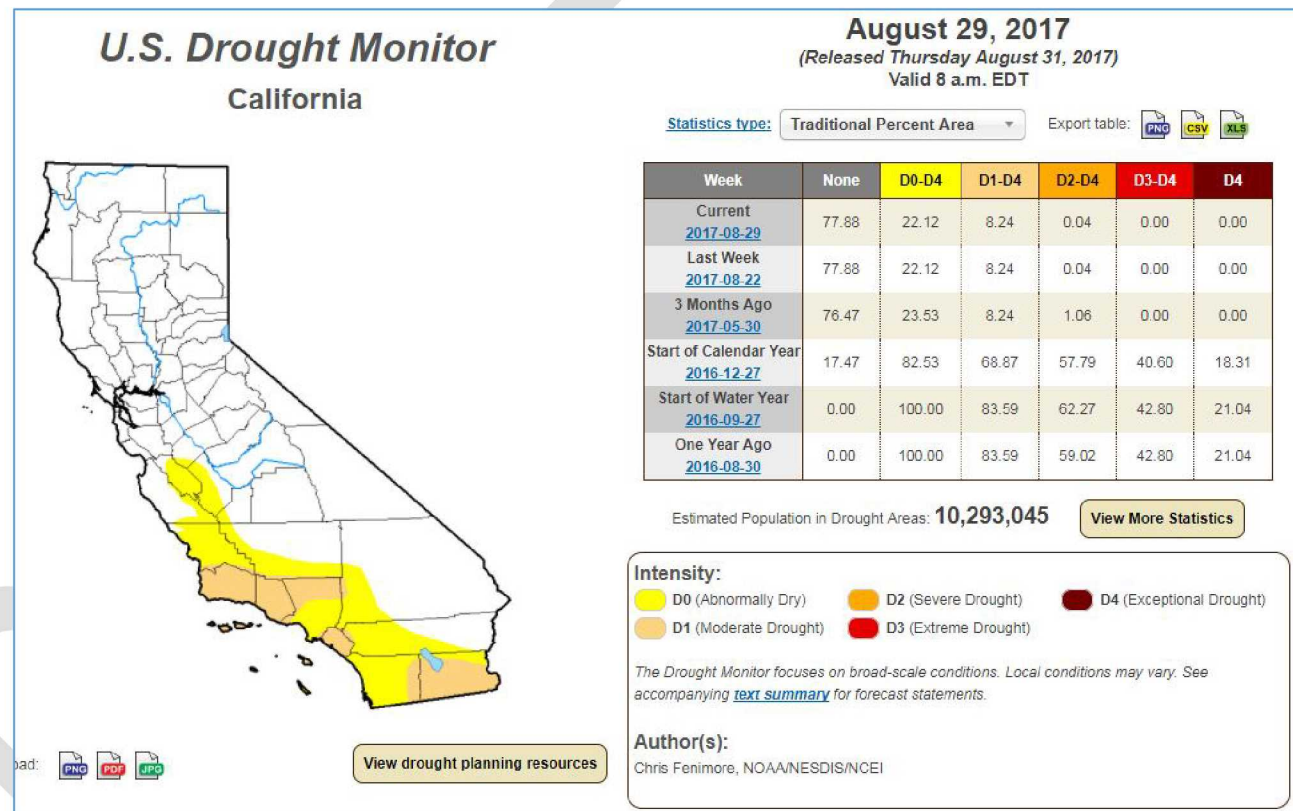 U.S. Drought Monitor
California
August 29, 2017
(Released Thursday August 31, 2017)
Valid 8 a.m. EDT
Statistics type: Traditional Percent Area Export table: PNG CSV XLS
Week None D0-D4 D1-D4 D2-D4 D3-D4 D4
Current
2017-08-29 77.88 22.12 8.24 0.04 0.00 0.00
Last Week
2017-08-22 77.88 22.12 8.24 0.04 0.00 0.00
3 Months Ago
2017-05-30 76.47 23.53 8.24 1.06 0.00 0.00
Start of Calendar Year
2016-12-27 17.47 82.53 68.87 57.79 40.60 18.31
Start of Water Year
2016-09-27 0.00 100.00 83.59 62.27 42.80 21.04
One Year Ago
2016-08-30 0.00 100.00 83.59 59.02 42.80 21.04
Estimated Population in Drought Areas: 10,293,045 View More Statistics
Intensity:
D0 (Abnormally Dry) D2 (Severe Drought) D4 (Exceptional Drought)
D1 (Moderate Drought) D3 (Extreme Drought)
The Drought Monitor focuses on broad-scale conditions. Local conditions may vary. See
accompanying text summary for forecast statements.
Author(s):
Chris Fenimore, NOAA/NESDIS/NCEI
oad: PNG PDF JPG View drought planning resources